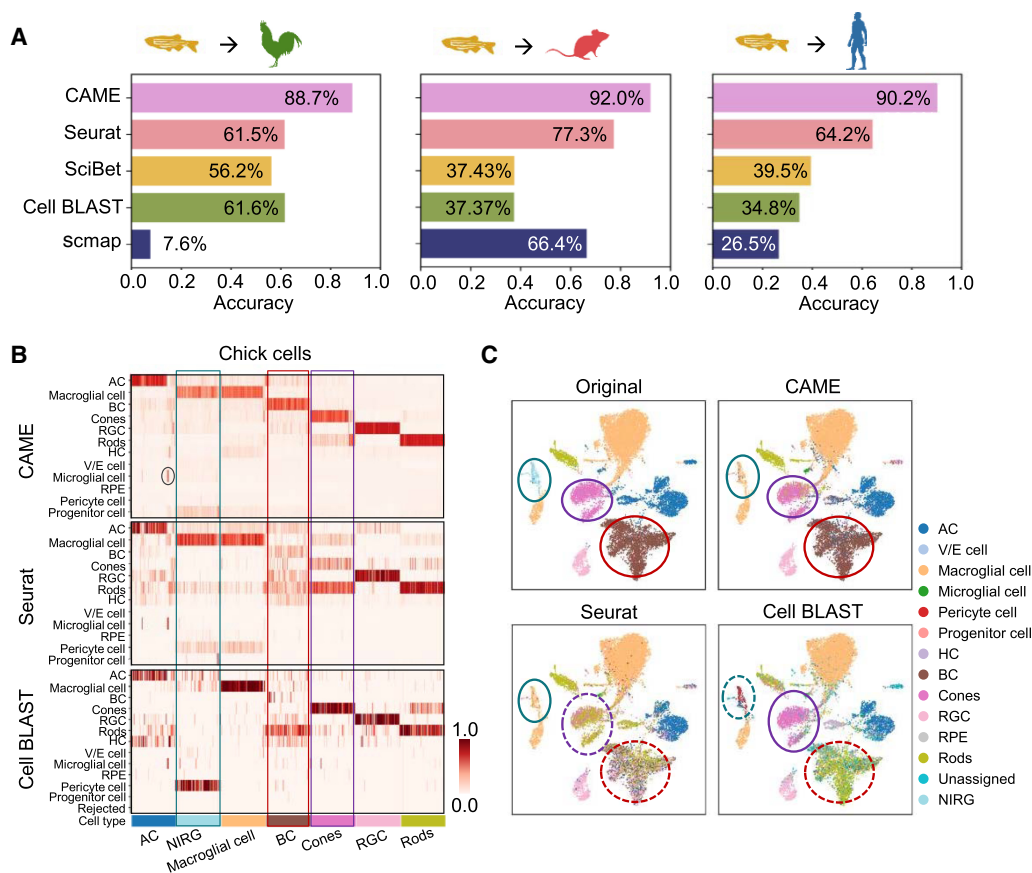 A
CAME 88.7% 92.0% 90.2%
Seurat 61.5% 77.3% 64.2%
SciBet 56.2% 37.43% 39.5%
Cell BLAST 61.6% 37.37% 34.8%
scmap 7.6% 66.4% 26.5%
0.0 0.2 0.4 0.6 0.8 1.0 0.0 0.2 0.4 0.6 0.8 1.0 0.0 0.2 0.4 0.6 0.8 1.0
Accuracy Accuracy Accuracy
B
Chick cells
CAME
AC
Macroglial cell
BC
Cones
RGC
Rods
HC
V/E cell
Microglial cell
RPE
Pericyte cell
Progenitor cell
Seurat
AC
Macroglial cell
BC
Cones
RGC
Rods
HC
V/E cell
Microglial cell
RPE
Pericyte cell
Progenitor cell
Cell BLAST
AC
Macroglial cell
BC
Cones
RGC
Rods
HC
V/E cell
Microglial cell
RPE
Pericyte cell
Progenitor cell
Rejected
Cell type
1.0
0.0
AC NIRG Macroglial cell BC Cones RGC Rods
C
Original CAME
Seurat Cell BLAST
AC
V/E cell
Macroglial cell
Microglial cell
Pericyte cell
Progenitor cell
HC
BC
Cones
RGC
RPE
Rods
Unassigned
NIRG